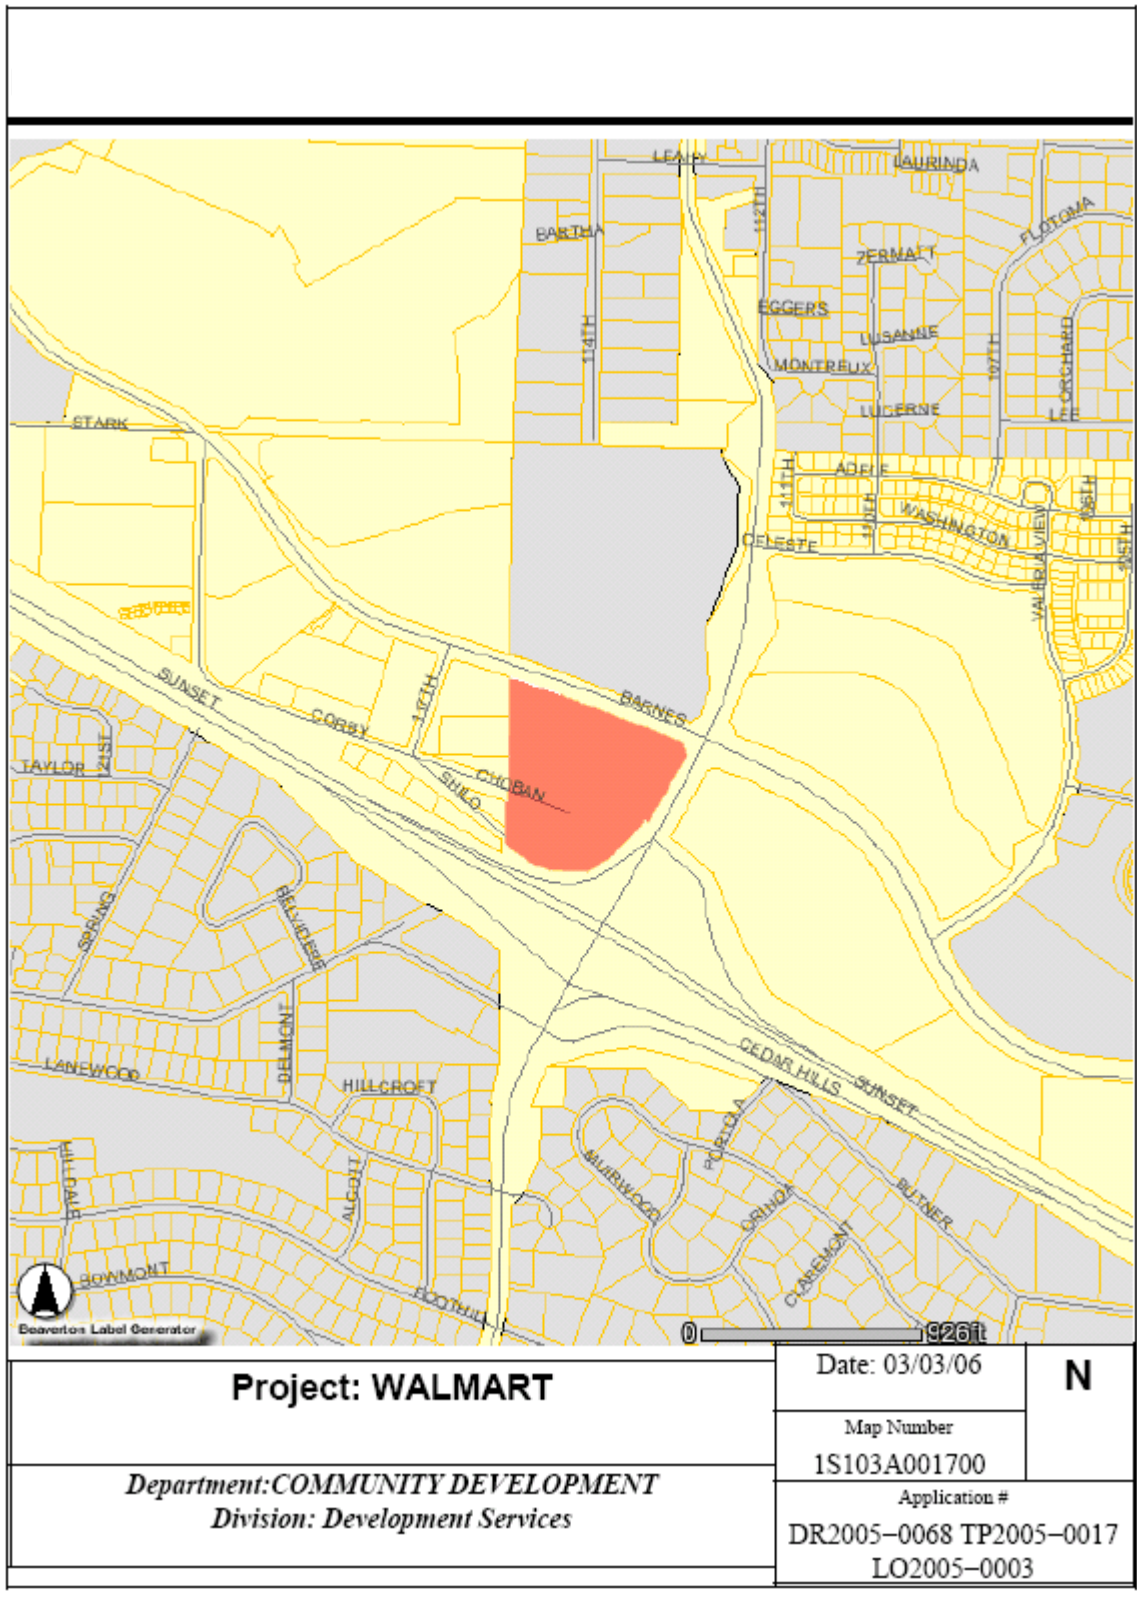 LEAHY
LAURINDA
112TH
FLOTOMA
BARTHA
ZERMATT
EGGERS
LUSANNE
114TH
107TH
ORCHARD
MONTREUX
LUCERNE
LEE
STARK
ADELE
111TH
110TH
WASHINGTON
106TH
105TH
CELESTE
VALERIA VIEW
SUNSET
BARNES
117TH
CORBY
CHOBAN
SHILO
121ST
TAYLOR
SPRING
BELVIDERE
DELMONT
LANEWOOD
HILLCROFT
CEDAR HILLS
SUNSET
PORTOLA
HILLDALE
ALGOTT
MUIRWOOD
ORINDA
BUTNER
CLAREMONT
BOWMONT
FOOTHILL
Beaverton Label Generator
0 926ft
Project: WALMART
Date: 03/03/06
N
Map Number
1S103A001700
Department:COMMUNITY DEVELOPMENT
Division: Development Services
Application #
DR2005–0068 TP2005–0017
LO2005–0003